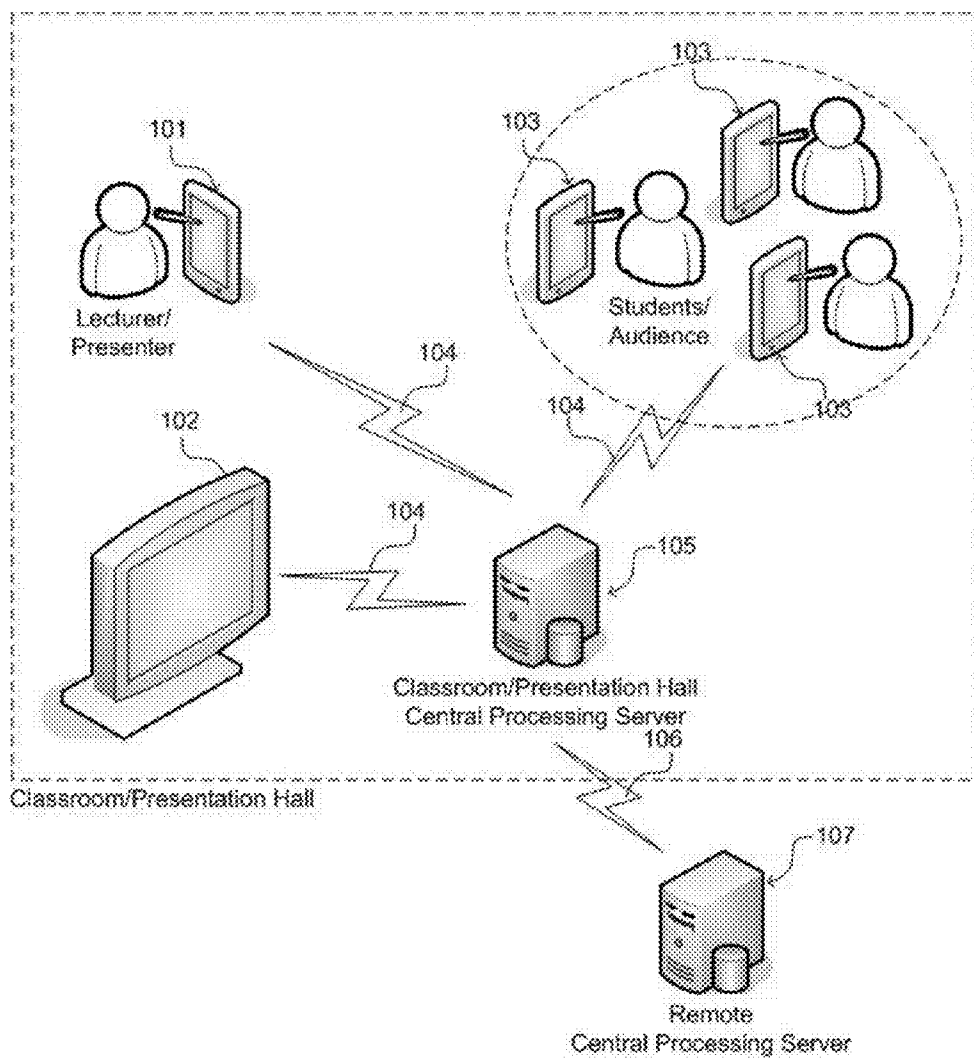 103
103
101
Lecturer/
Presenter
Students/
Audience
103
104
104
102
104
105
Classroom/Presentation Hall
Central Processing Server
106
Classroom/Presentation Hall
107
Remote
Central Processing Server